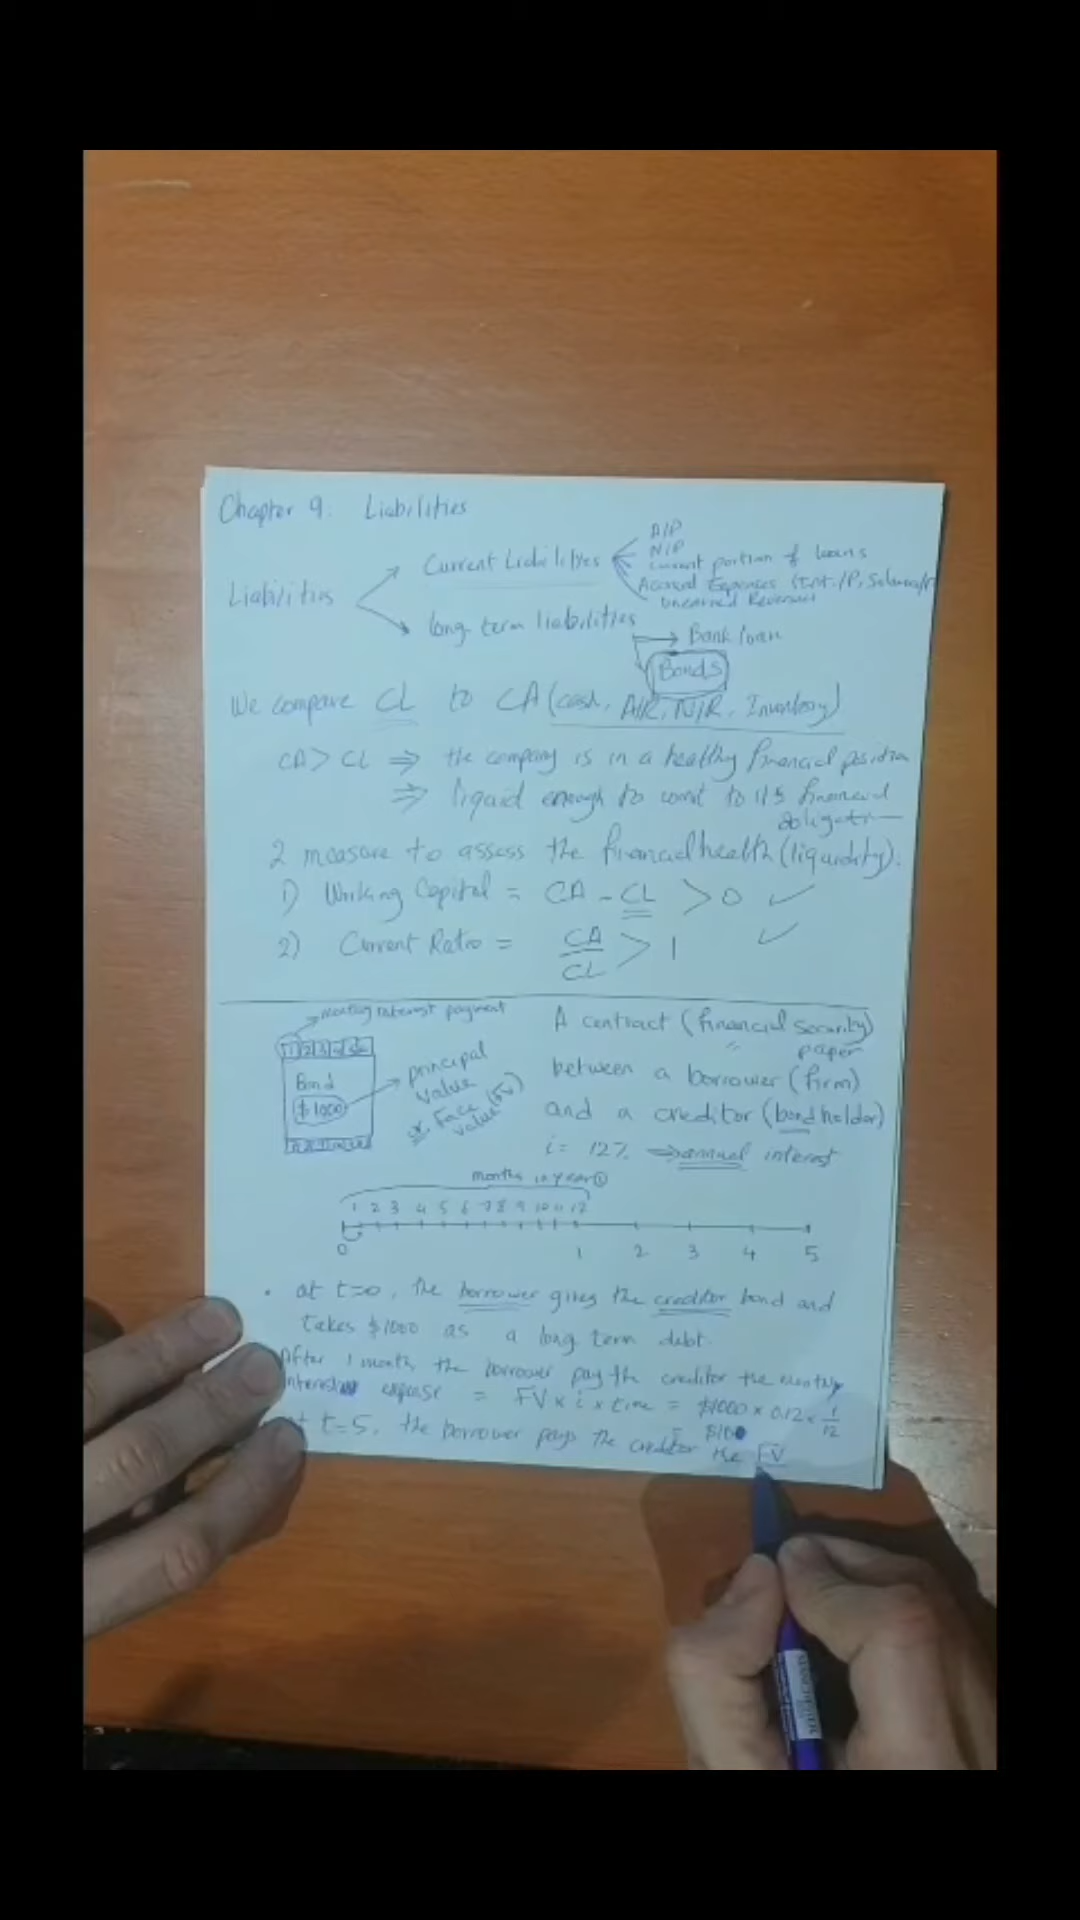 Chapter 9: Liabilities
A/P
N/P
Current portion of loans
Current Liabilities
Accrued Expenses (Int./P, Salaries/P
Unearned Revenues
Liabilities
long term liabilities
Bank loan
Bonds
We compare CL to CA (cash, A/R, N/R, Inventory)
CA > CL ⇒ the company is in a healthy financial position
⇒ liquid enough to comit to its financial
obligation
2 measure to assess the financial health (liquidity):
1) Working Capital = CA - CL > 0 ✓
2) Current Ratio = CA/CL > 1 ✓
interest payment
Bond
$1000
principal
value
or Face
value (FV)
A contract (financial security)
paper
between a borrower (firm)
and a creditor (bondholder)
i = 12% ⇒ annual interest
months in year ①
1 2 3 4 5 6 7 8 9 10 11 12
0 1 2 3 4 5
• at t=0, the borrower gives the creditor bond and
takes $1000 as a long term debt.
After 1 month the borrower pay the creditor the monthly
interest expense = FV × i × time = $1000 × 0.12 × 1/12
= $10
t=5, the borrower pays the creditor the FV